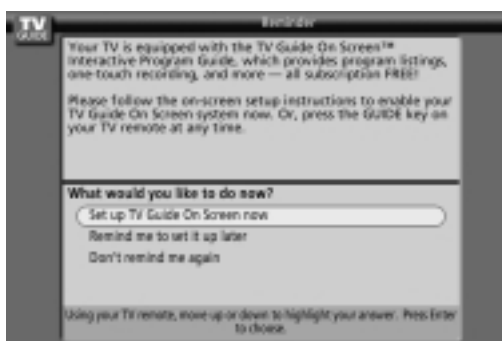 TV
GUIDE
Reminder
Your TV is equipped with the TV Guide On Screen™
Interactive Program Guide, which provides program listings,
one-touch recording, and more — all subscription FREE!
Please follow the on-screen setup instructions to enable your
TV Guide On Screen system now. Or, press the GUIDE key on
your TV remote at any time.
What would you like to do now?
Set up TV Guide On Screen now
Remind me to set it up later
Don't remind me again
Using your TV remote, move up or down to highlight your answer. Press Enter
to choose.